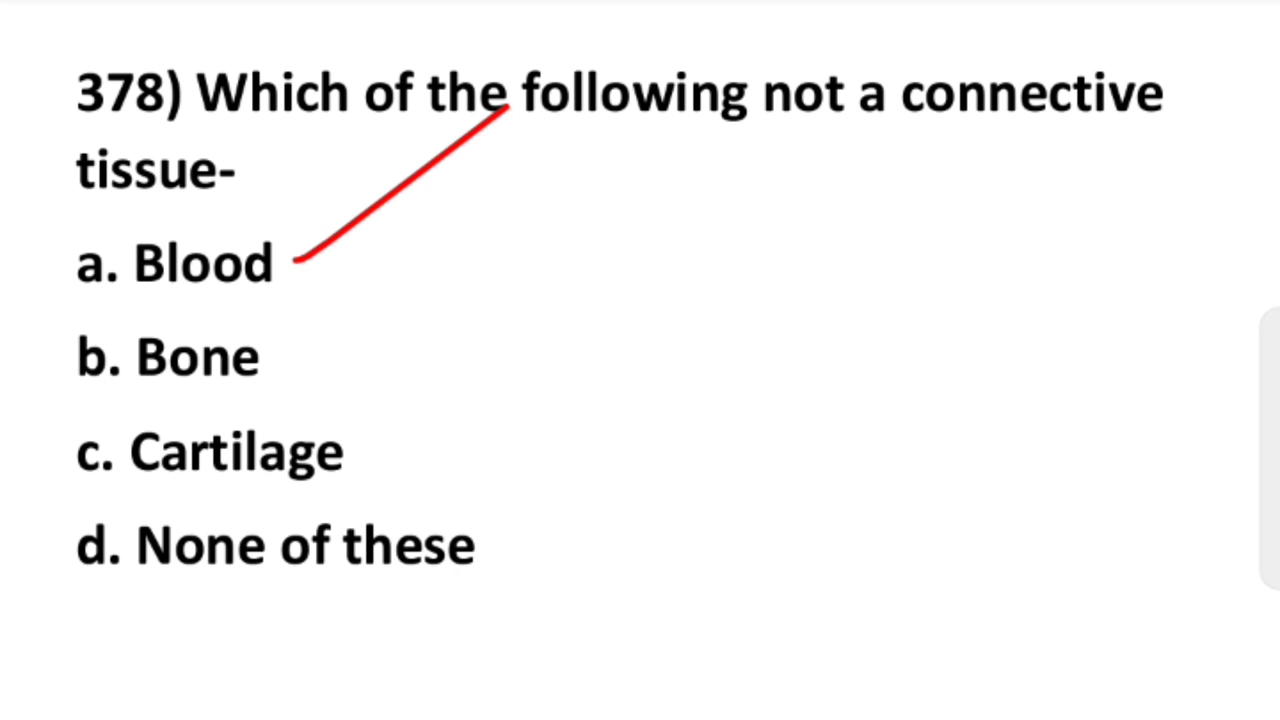 378) Which of the following not a connective
tissue-
a. Blood
b. Bone
c. Cartilage
d. None of these